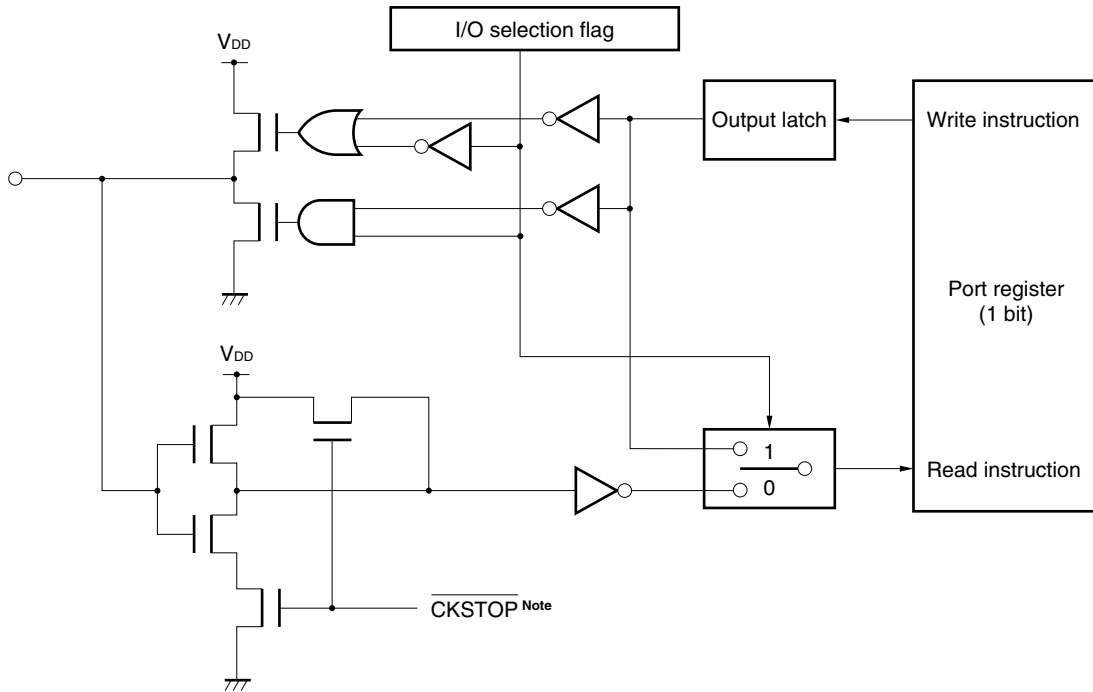 I/O selection flag
VDD
Output latch
Write instruction
Port register
(1 bit)
VDD
1
0
Read instruction
CKSTOP Note